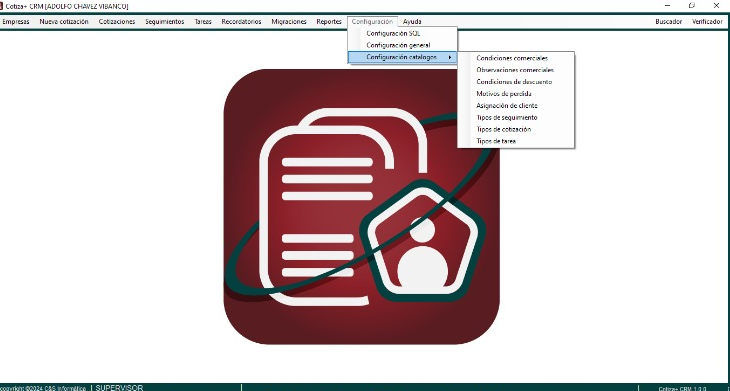 Cotiza+ CRM [ADOLFO CHAVEZ VIBANCO]
Empresas Nueva cotización Cotizaciones Seguimientos Tareas Recordatorios Migraciones Reportes Configuración Ayuda Buscador Verificador
Configuración SQL
Configuración general
Configuración catalogos
Condiciones comerciales
Observaciones comerciales
Condiciones de descuento
Motivos de perdida
Asignación de cliente
Tipos de seguimiento
Tipos de cotización
Tipos de tarea
copyright ©2024 C&S Informática SUPERVISOR Cotiza+ CRM 1.0.0